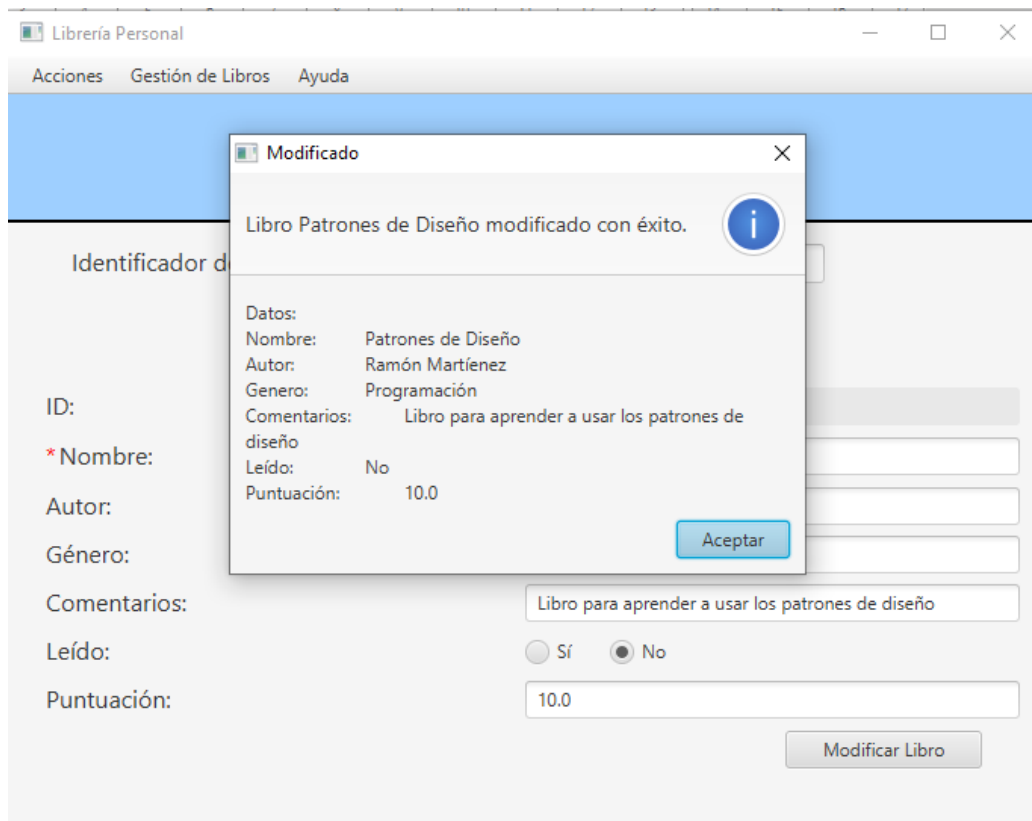 Librería Personal
Acciones Gestión de Libros Ayuda
Modificado
Libro Patrones de Diseño modificado con éxito.
i
Identificador
Datos:
Nombre: Patrones de Diseño
Autor: Ramón Martíenez
Genero: Programación
Comentarios: Libro para aprender a usar los patrones de
diseño
Leído: No
Puntuación: 10.0
Aceptar
ID:
*Nombre:
Autor:
Género:
Comentarios: Libro para aprender a usar los patrones de diseño
Leído: Sí No
Puntuación: 10.0
Modificar Libro